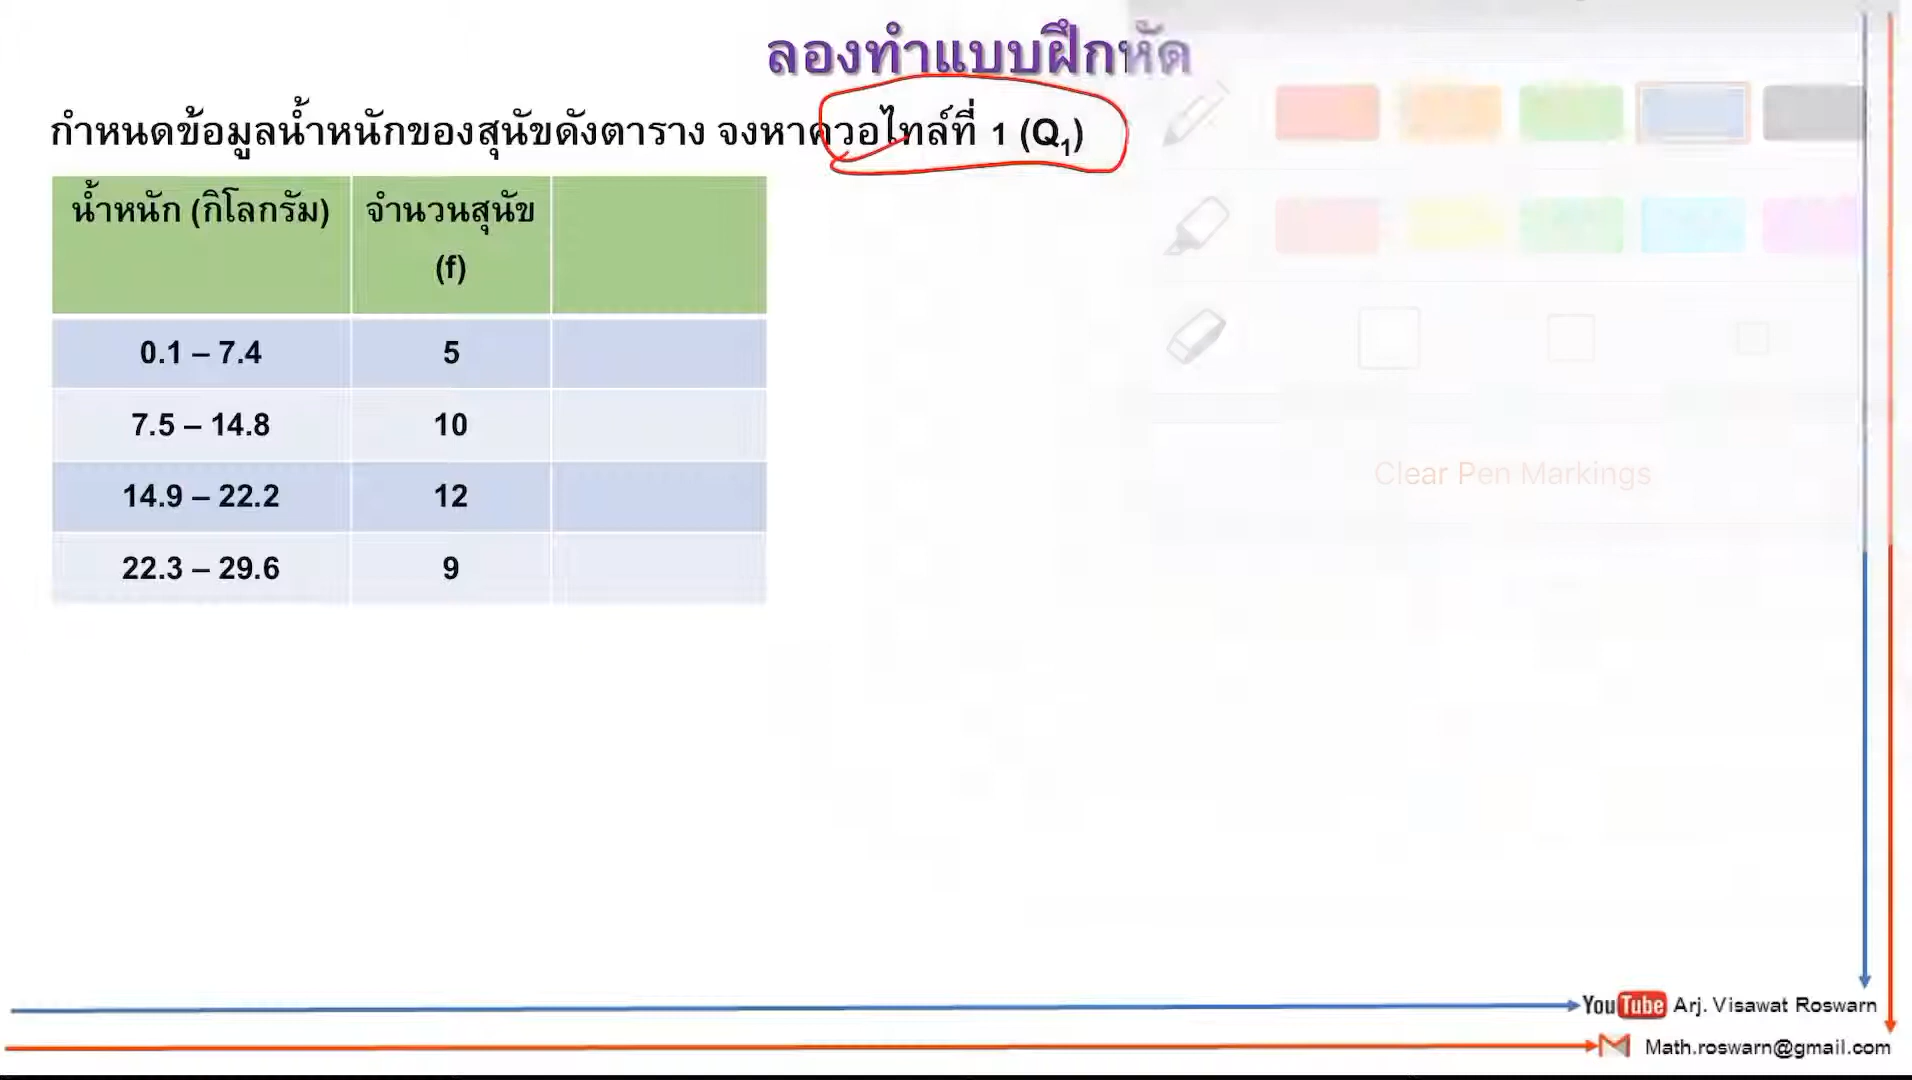 ลองทำแบบฝึกหัด
กำหนดข้อมูลน้ำหนักของสุนัขดังตาราง จงหาควอไทล์ที่ 1 (Q1)
น้ำหนัก (กิโลกรัม) จำนวนสุนัข (f)
0.1 – 7.4 5
7.5 – 14.8 10
14.9 – 22.2 12
22.3 – 29.6 9
Clear Pen Markings
YouTube Arj. Visawat Roswarn
Math.roswarn@gmail.com